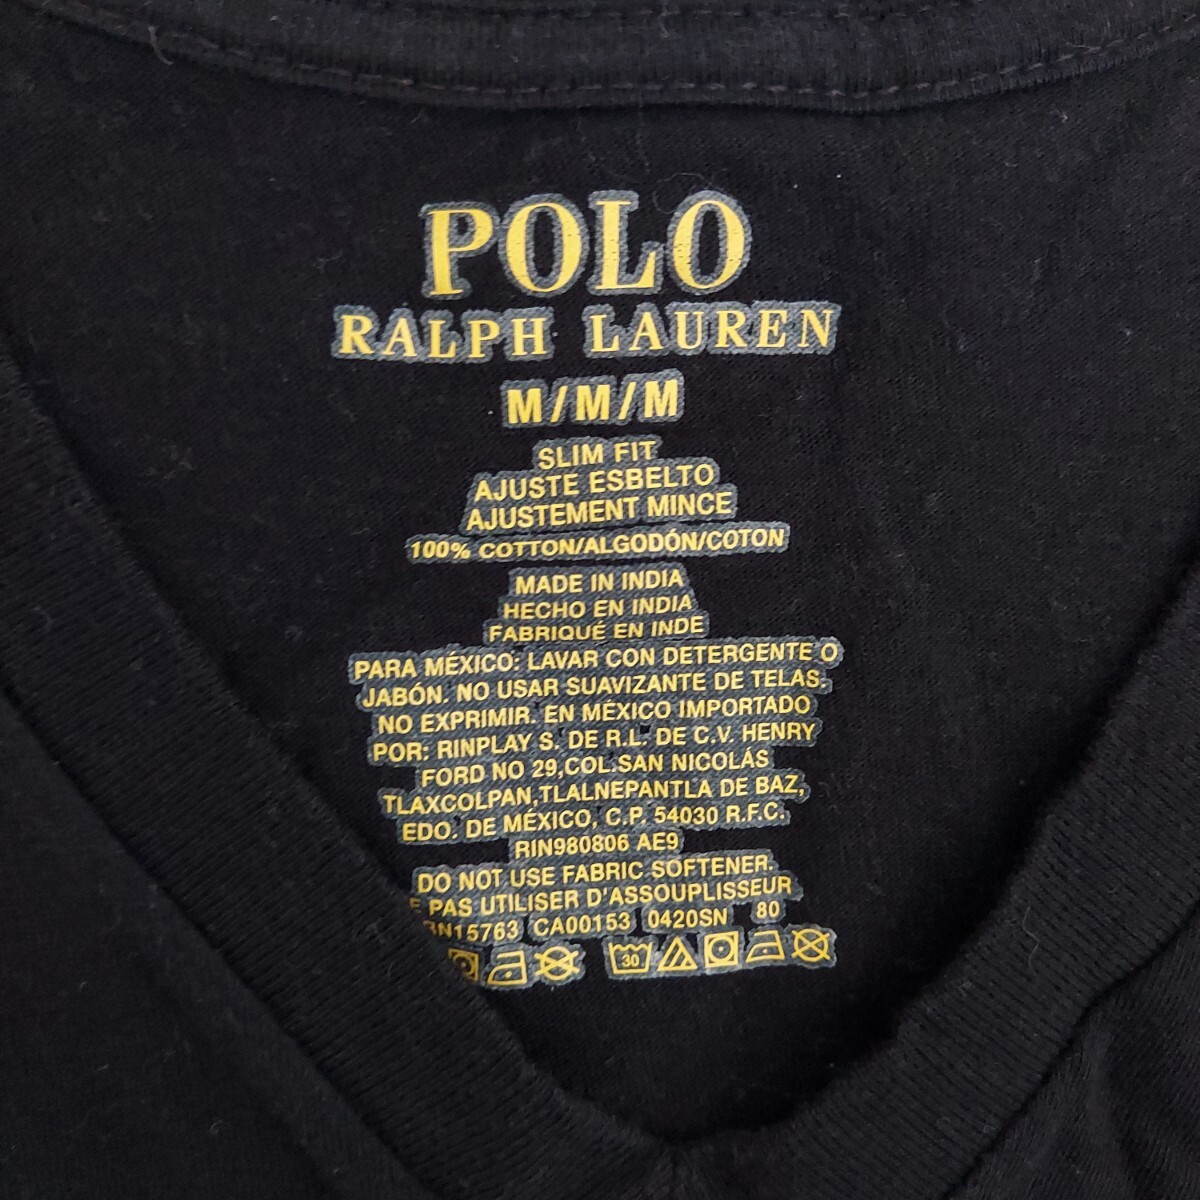 POLO
RALPH LAUREN
M/M/M
SLIM FIT
AJUSTE ESBELTO
AJUSTEMENT MINCE
100% COTTON/ALGODÓN/COTON
MADE IN INDIA
HECHO EN INDIA
FABRIQUÉ EN INDE
PARA MÉXICO: LAVAR CON DETERGENTE O
JABÓN. NO USAR SUAVIZANTE DE TELAS.
NO EXPRIMIR. EN MÉXICO IMPORTADO
POR: RINPLAY S. DE R.L. DE C.V. HENRY
FORD NO 29,COL.SAN NICOLÁS
TLAXCOLPAN,TLALNEPANTLA DE BAZ,
EDO. DE MÉXICO, C.P. 54030 R.F.C.
RIN980806 AE9
DO NOT USE FABRIC SOFTENER.
PAS UTILISER D'ASSOUPLISSEUR
RN15763 CA00153 0420SN 80
30